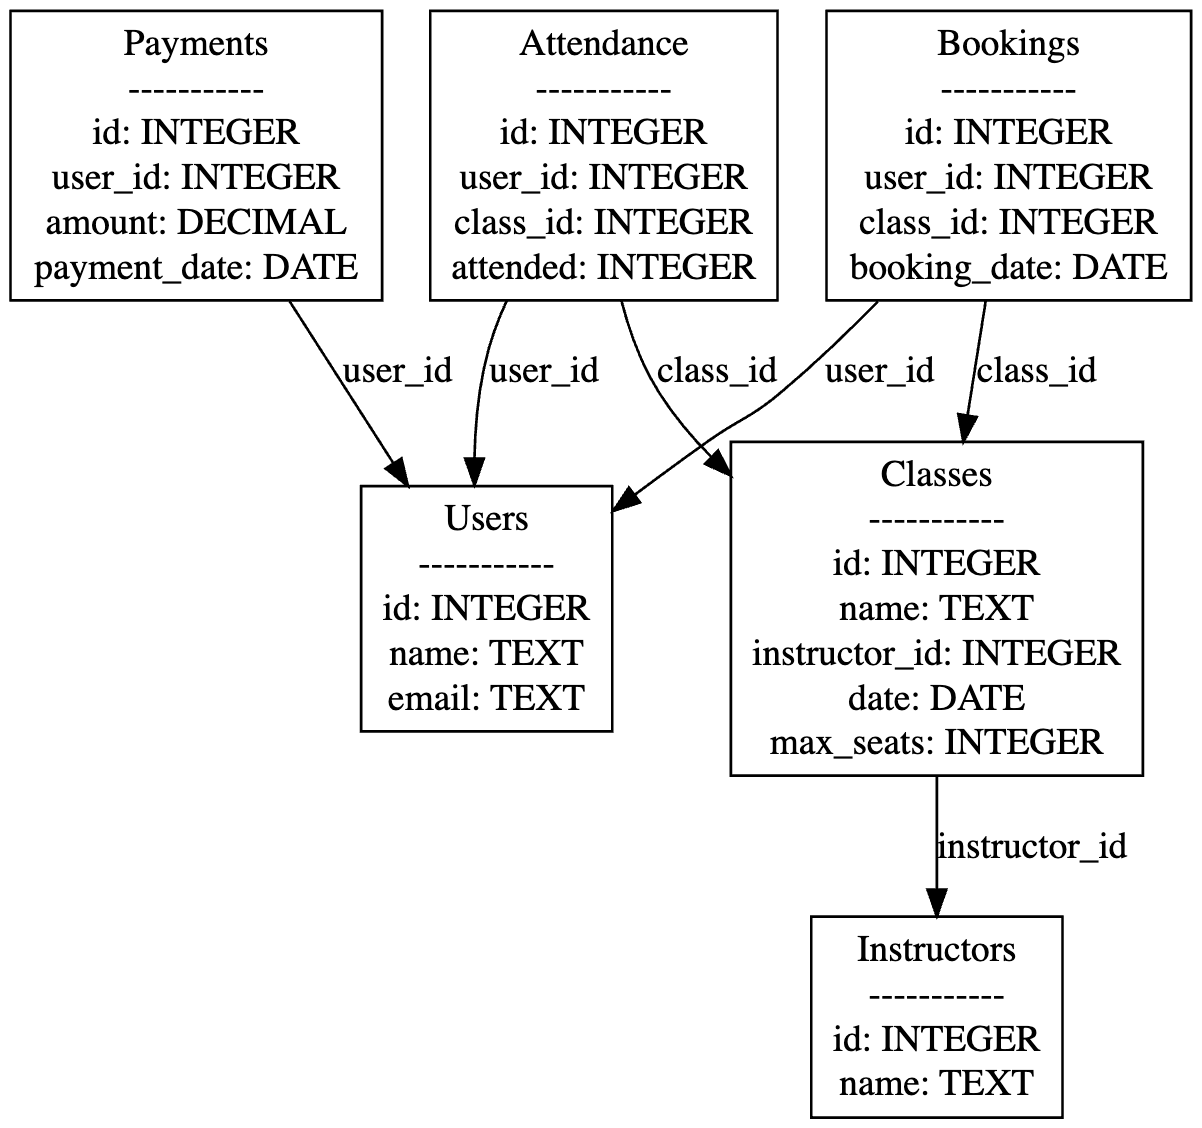 Payments
-----------
id: INTEGER
user_id: INTEGER
amount: DECIMAL
payment_date: DATE
Attendance
-----------
id: INTEGER
user_id: INTEGER
class_id: INTEGER
attended: INTEGER
Bookings
-----------
id: INTEGER
user_id: INTEGER
class_id: INTEGER
booking_date: DATE
user_id
user_id
class_id
user_id
class_id
Users
-----------
id: INTEGER
name: TEXT
email: TEXT
Classes
-----------
id: INTEGER
name: TEXT
instructor_id: INTEGER
date: DATE
max_seats: INTEGER
instructor_id
Instructors
-----------
id: INTEGER
name: TEXT